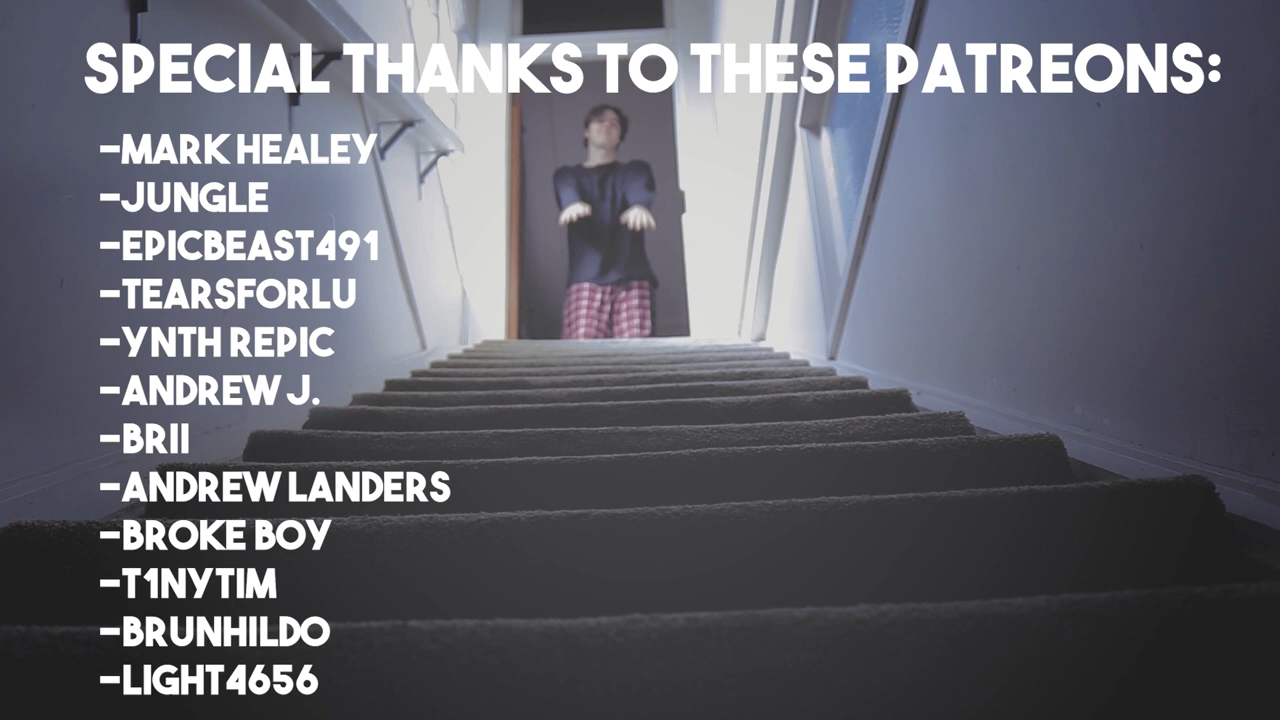 SPECIAL THANKS TO THESE PATREONS:
-MARK HEALEY
-JUNGLE
-EPICBEAST491
-TEARSFORLU
-YNTH REPIC
-ANDREW J.
-BRII
-ANDREW LANDERS
-BROKE BOY
-T1NYTIM
-BRUNHILDO
-LIGHT4656